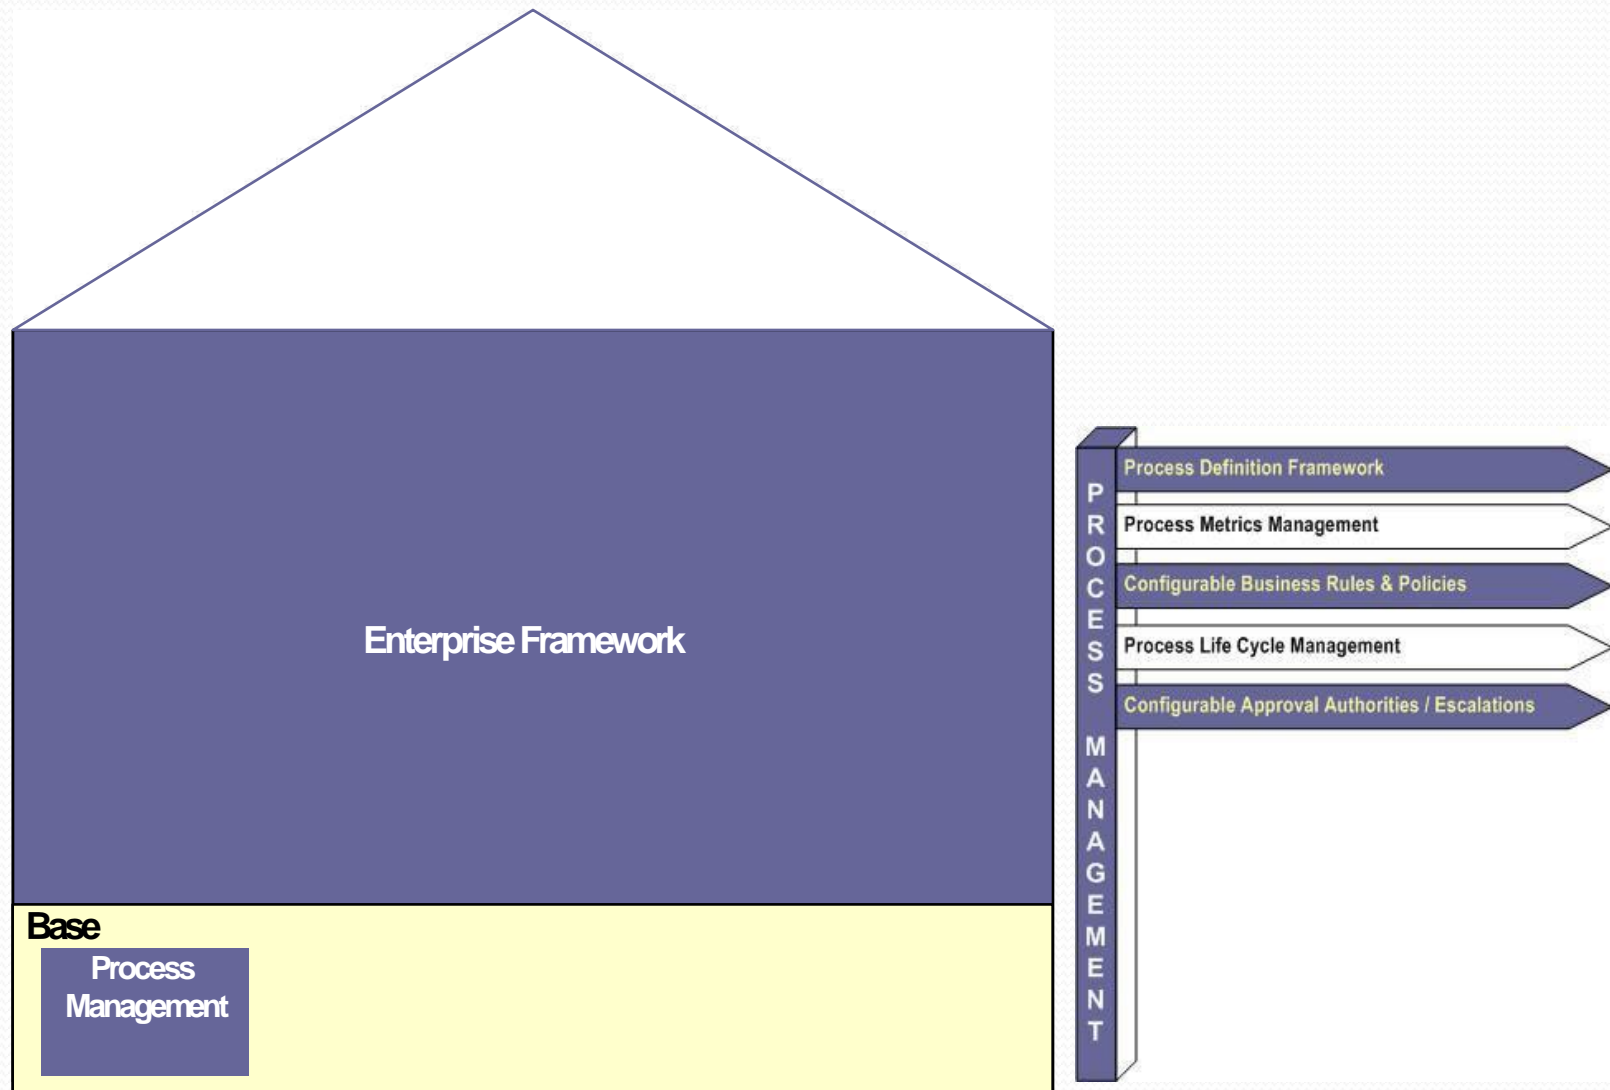 Enterprise Framework
Base
Process
Management
PROCESS MANAGEMENT
Process Definition Framework
Process Metrics Management
Configurable Business Rules & Policies
Process Life Cycle Management
Configurable Approval Authorities / Escalations